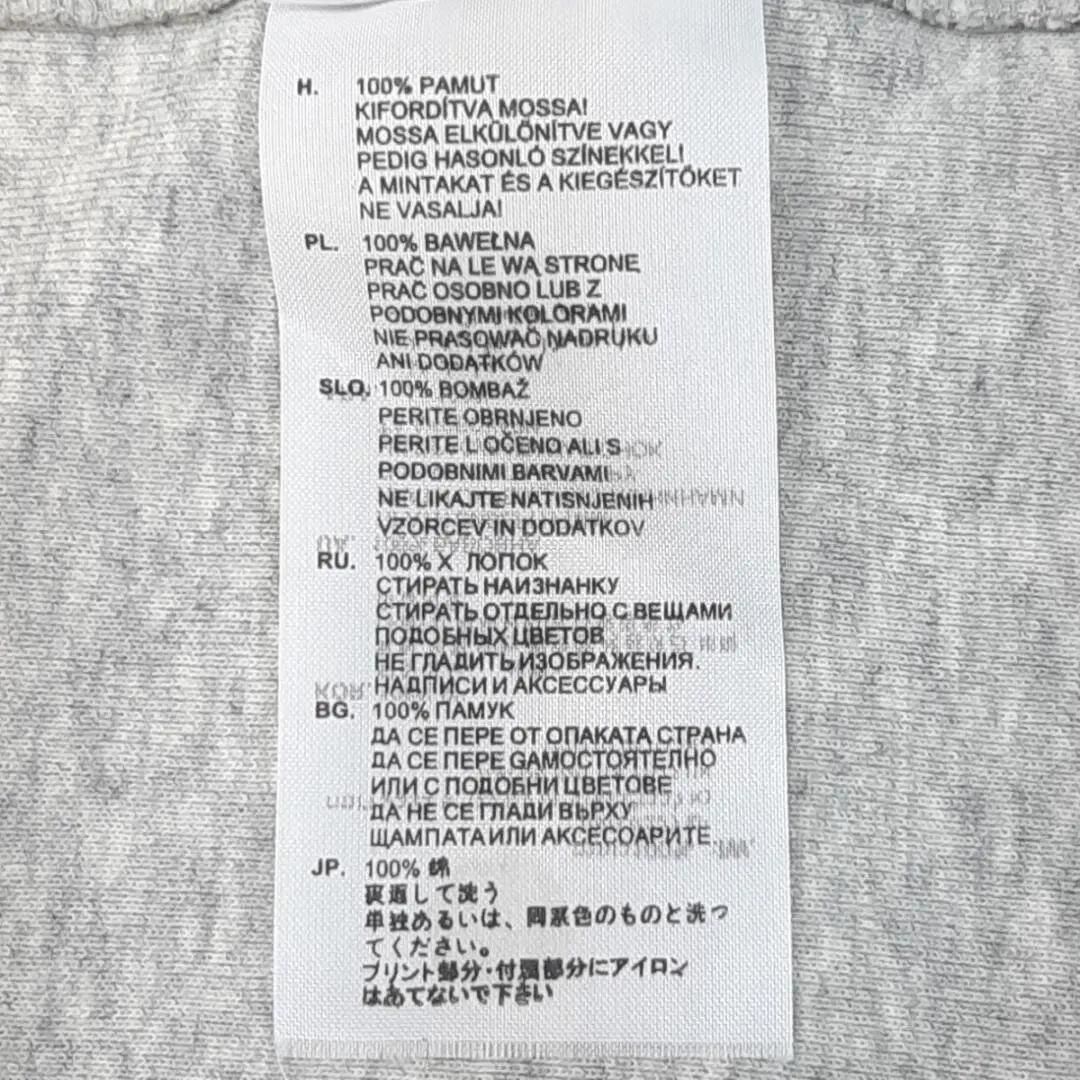 H. 100% PAMUT
KIFORDÍTVA MOSSA!
MOSSA ELKÜLÖNÍTVE VAGY
PEDIG HASONLÓ SZÍNEKKEL!
A MINTAKAT ÉS A KIEGÉSZÍTŐKET
NE VASALJA!
PL. 100% BAWEŁNA
PRAĆ NA LE WA STRONE
PRAĆ OSOBNO LUB Z
PODOBNYMI KOLORAMI
NIE PRASOWAĆ NADRUKU
ANI DODATKÓW
SLO. 100% BOMBAŽ
PERITE OBRNJENO
PERITE L OČENO ALI S
PODOBNIMI BARVAMI
NE LIKAJTE NATISNJENIH
VZORCEV IN DODATKOV
RU. 100% Х ЛОПОК
СТИРАТЬ НАИЗНАНКУ
СТИРАТЬ ОТДЕЛЬНО С ВЕЩАМИ
ПОДОБНЫХ ЦВЕТОВ
НЕ ГЛАДИТЬ ИЗОБРАЖЕНИЯ.
НАДПИСИ И АКСЕССУАРЫ
BG. 100% ПАМУК
ДА СЕ ПЕРЕ ОТ ОПАКАТА СТРАНА
ДА СЕ ПЕРЕ GАМОСТОЯТЕЛНО
ИЛИ С ПОДОБНИ ЦВЕТОВЕ
ДА НЕ СЕ ГЛАДИ ВЬРХУ
ЩАМПАТА ИЛИ АКСЕСОАРИТЕ
JP. 100% 綿
裏返して洗う
単独あるいは、同系色のものと洗っ
てください。
プリント部分・付属部分にアイロン
はあてないで下さい